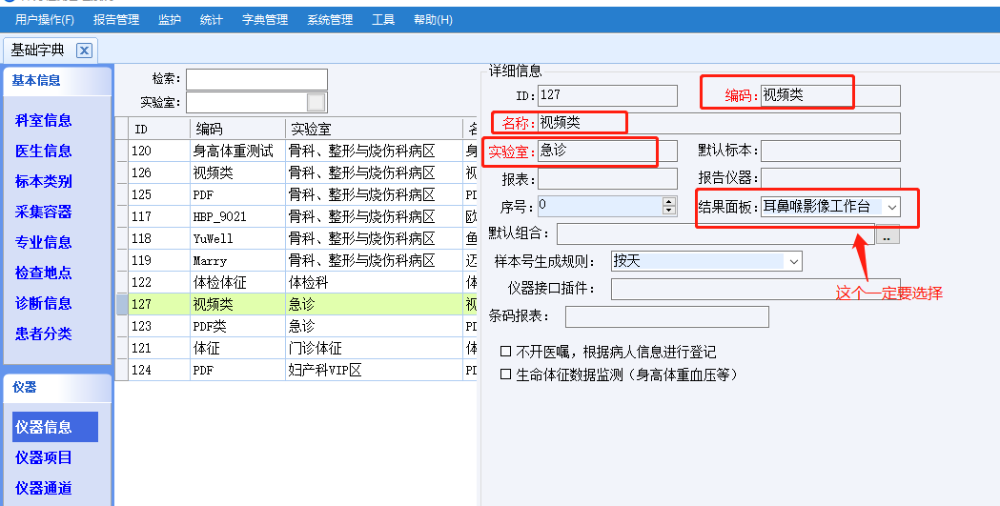 用户操作(F) 报告管理 监护 统计 字典管理 系统管理 工具 帮助(H)
基础字典
基本信息
科室信息
医生信息
标本类别
采集容器
专业信息
检查地点
诊断信息
患者分类
仪器
仪器信息
仪器项目
仪器通道
检索:
实验室:
ID 编码 实验室
120 身高体重测试 骨科、整形与烧伤科病区 身
126 视频类 骨科、整形与烧伤科病区 视
125 PDF 骨科、整形与烧伤科病区
117 HBP_9021 骨科、整形与烧伤科病区 欧
118 YuWell 骨科、整形与烧伤科病区 鱼
119 Marry 骨科、整形与烧伤科病区 迈
122 体检体征 体检科 体
127 视频类 急诊 视
123 PDF类 急诊
121 体征 门诊体征 体
124 PDF 妇产科VIP区
详细信息
ID: 127 编码: 视频类
名称: 视频类
实验室: 急诊 默认标本:
报表: 报告仪器:
序号: 0 结果面板: 耳鼻喉影像工作台
默认组合: ..
样本号生成规则: 按天
仪器接口插件:
这个一定要选择
条码报表:
不开医嘱，根据病人信息进行登记
生命体征数据监测（身高体重血压等）